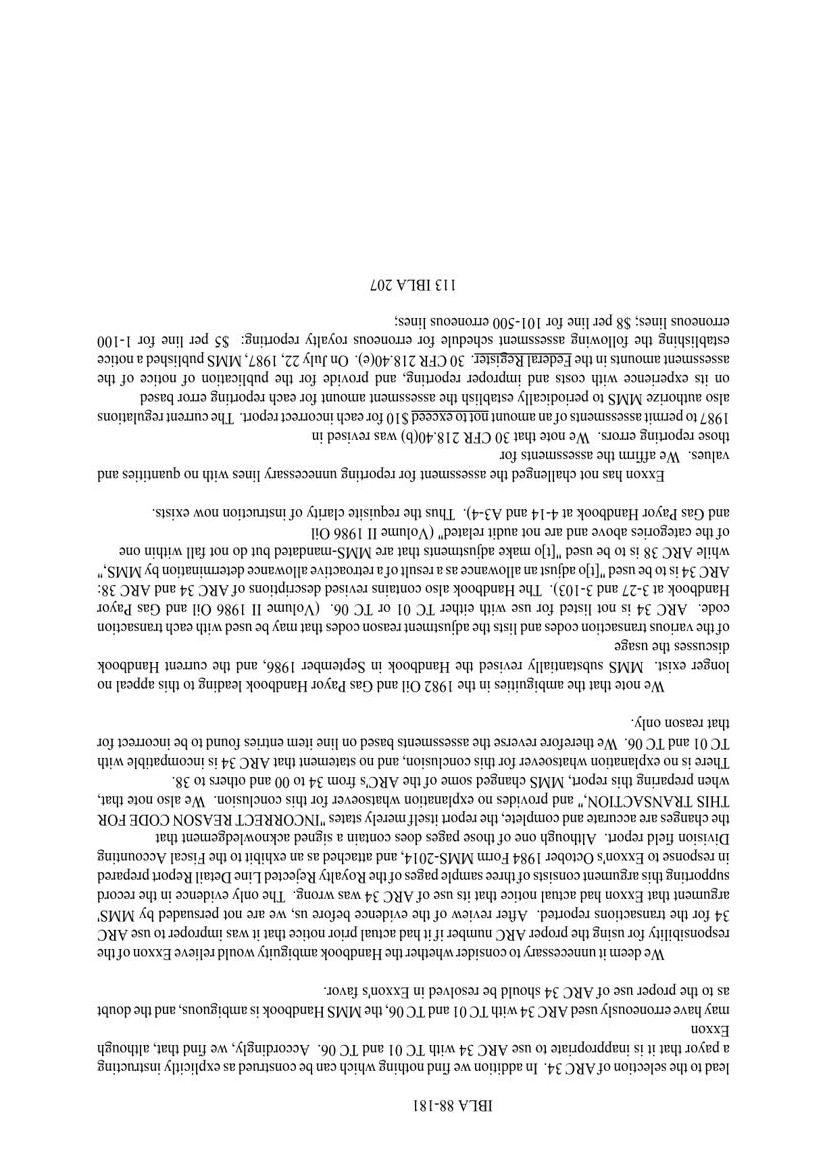 IBLA 88-181
lead to the selection of ARC 34. In addition we find nothing which can be construed as explicitly instructing
a payor that it is inappropriate to use ARC 34 with TC 01 and TC 06. Accordingly, we find that, although
Exxon
may have erroneously used ARC 34 with TC 01 and TC 06, the MMS Handbook is ambiguous, and the doubt
as to the proper use of ARC 34 should be resolved in Exxon's favor.
We deem it unnecessary to consider whether the Handbook ambiguity would relieve Exxon of the
responsibility for using the proper ARC number if it had actual prior notice that it was improper to use ARC
34 for the transactions reported. After review of the evidence before us, we are not persuaded by MMS'
argument that Exxon had actual notice that its use of ARC 34 was wrong. The only evidence in the record
supporting this argument consists of three sample pages of the Royalty Rejected Line Detail Report prepared
in response to Exxon's October 1984 Form MMS-2014, and attached as an exhibit to the Fiscal Accounting
Division field report. Although one of those pages does contain a signed acknowledgement that
the changes are accurate and complete, the report itself merely states "INCORRECT REASON CODE FOR
THIS TRANSACTION," and provides no explanation whatsoever for this conclusion. We also note that,
when preparing this report, MMS changed some of the ARC's from 34 to 00 and others to 38.
There is no explanation whatsoever for this conclusion, and no statement that ARC 34 is incompatible with
TC 01 and TC 06. We therefore reverse the assessments based on line item entries found to be incorrect for
that reason only.
We note that the ambiguities in the 1982 Oil and Gas Payor Handbook leading to this appeal no
longer exist. MMS substantially revised the Handbook in September 1986, and the current Handbook
discusses the usage
of the various transaction codes and lists the adjustment reason codes that may be used with each transaction
code. ARC 34 is not listed for use with either TC 01 or TC 06. (Volume II 1986 Oil and Gas Payor
Handbook at 3-27 and 3-103). The Handbook also contains revised descriptions of ARC 34 and ARC 38:
ARC 34 is to be used "[t]o adjust an allowance as a result of a retroactive allowance determination by MMS,"
while ARC 38 is to be used "[t]o make adjustments that are MMS-mandated but do not fall within one
of the categories above and are not audit related" (Volume II 1986 Oil
and Gas Payor Handbook at 4-14 and A3-4). Thus the requisite clarity of instruction now exists.
Exxon has not challenged the assessment for reporting unnecessary lines with no quantities and
values. We affirm the assessments for
those reporting errors. We note that 30 CFR 218.40(b) was revised in
1987 to permit assessments of an amount not to exceed $10 for each incorrect report. The current regulations
also authorize MMS to periodically establish the assessment amount for each reporting error based
on its experience with costs and improper reporting, and provide for the publication of notice of the
assessment amounts in the Federal Register. 30 CFR 218.40(e). On July 22, 1987, MMS published a notice
establishing the following assessment schedule for erroneous royalty reporting: $5 per line for 1-100
erroneous lines; $8 per line for 101-500 erroneous lines;
113 IBLA 207